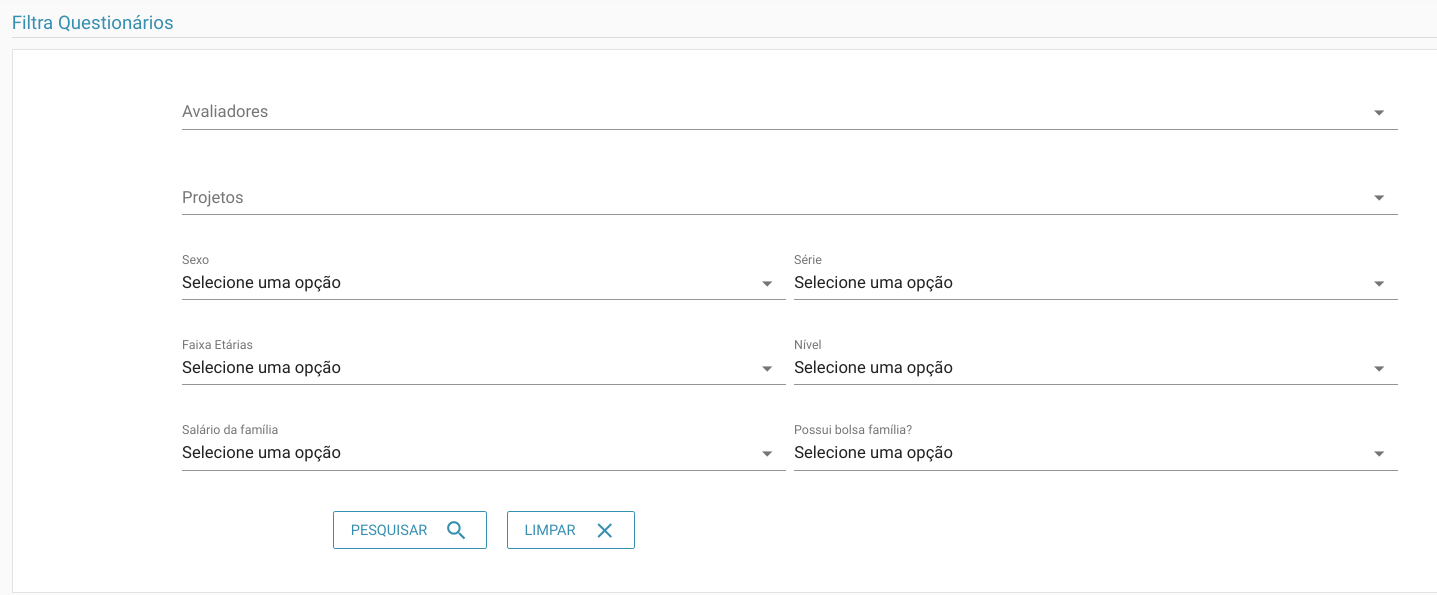 Filtra Questionários
Avaliadores
Projetos
Sexo
Selecione uma opção
Série
Selecione uma opção
Faixa Etárias
Selecione uma opção
Nível
Selecione uma opção
Salário da família
Selecione uma opção
Possui bolsa família?
Selecione uma opção
PESQUISAR
LIMPAR